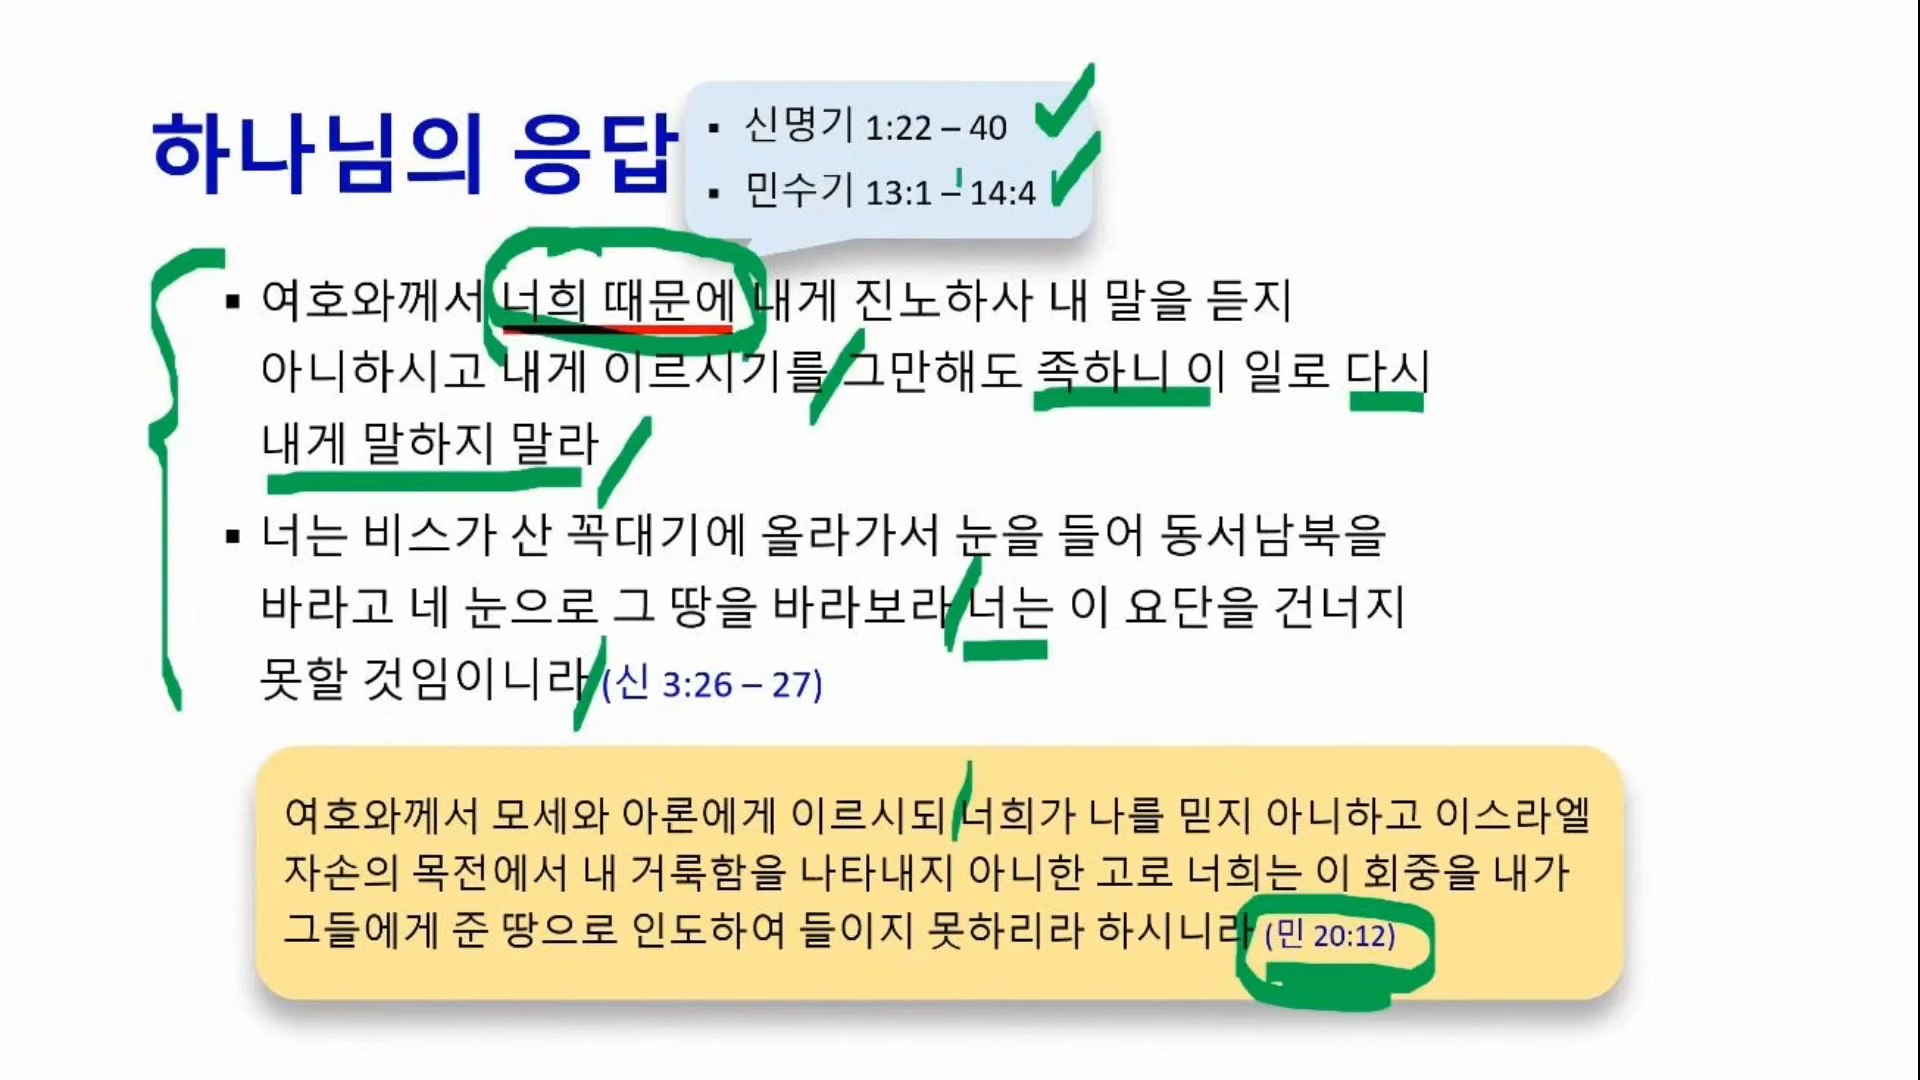 하나님의 응답
▪ 신명기 1:22 – 40
▪ 민수기 13:1 – 14:4
▪ 여호와께서 너희 때문에 내게 진노하사 내 말을 듣지
아니하시고 내게 이르시기를 그만해도 족하니 이 일로 다시
내게 말하지 말라
▪ 너는 비스가 산 꼭대기에 올라가서 눈을 들어 동서남북을
바라고 네 눈으로 그 땅을 바라보라 너는 이 요단을 건너지
못할 것임이니라 (신 3:26 – 27)
여호와께서 모세와 아론에게 이르시되 너희가 나를 믿지 아니하고 이스라엘
자손의 목전에서 내 거룩함을 나타내지 아니한 고로 너희는 이 회중을 내가
그들에게 준 땅으로 인도하여 들이지 못하리라 하시니라 (민 20:12)